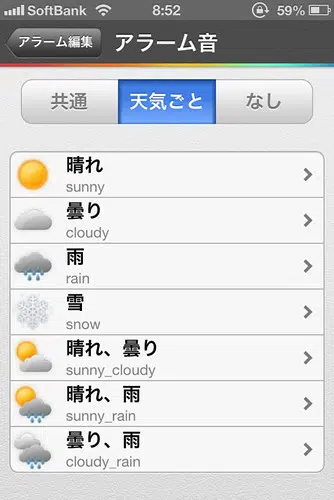 SoftBank 8:52 59%
アラーム編集 アラーム音
共通 天気ごと なし
晴れ
sunny
曇り
cloudy
雨
rain
雪
snow
晴れ、曇り
sunny_cloudy
晴れ、雨
sunny_rain
曇り、雨
cloudy_rain